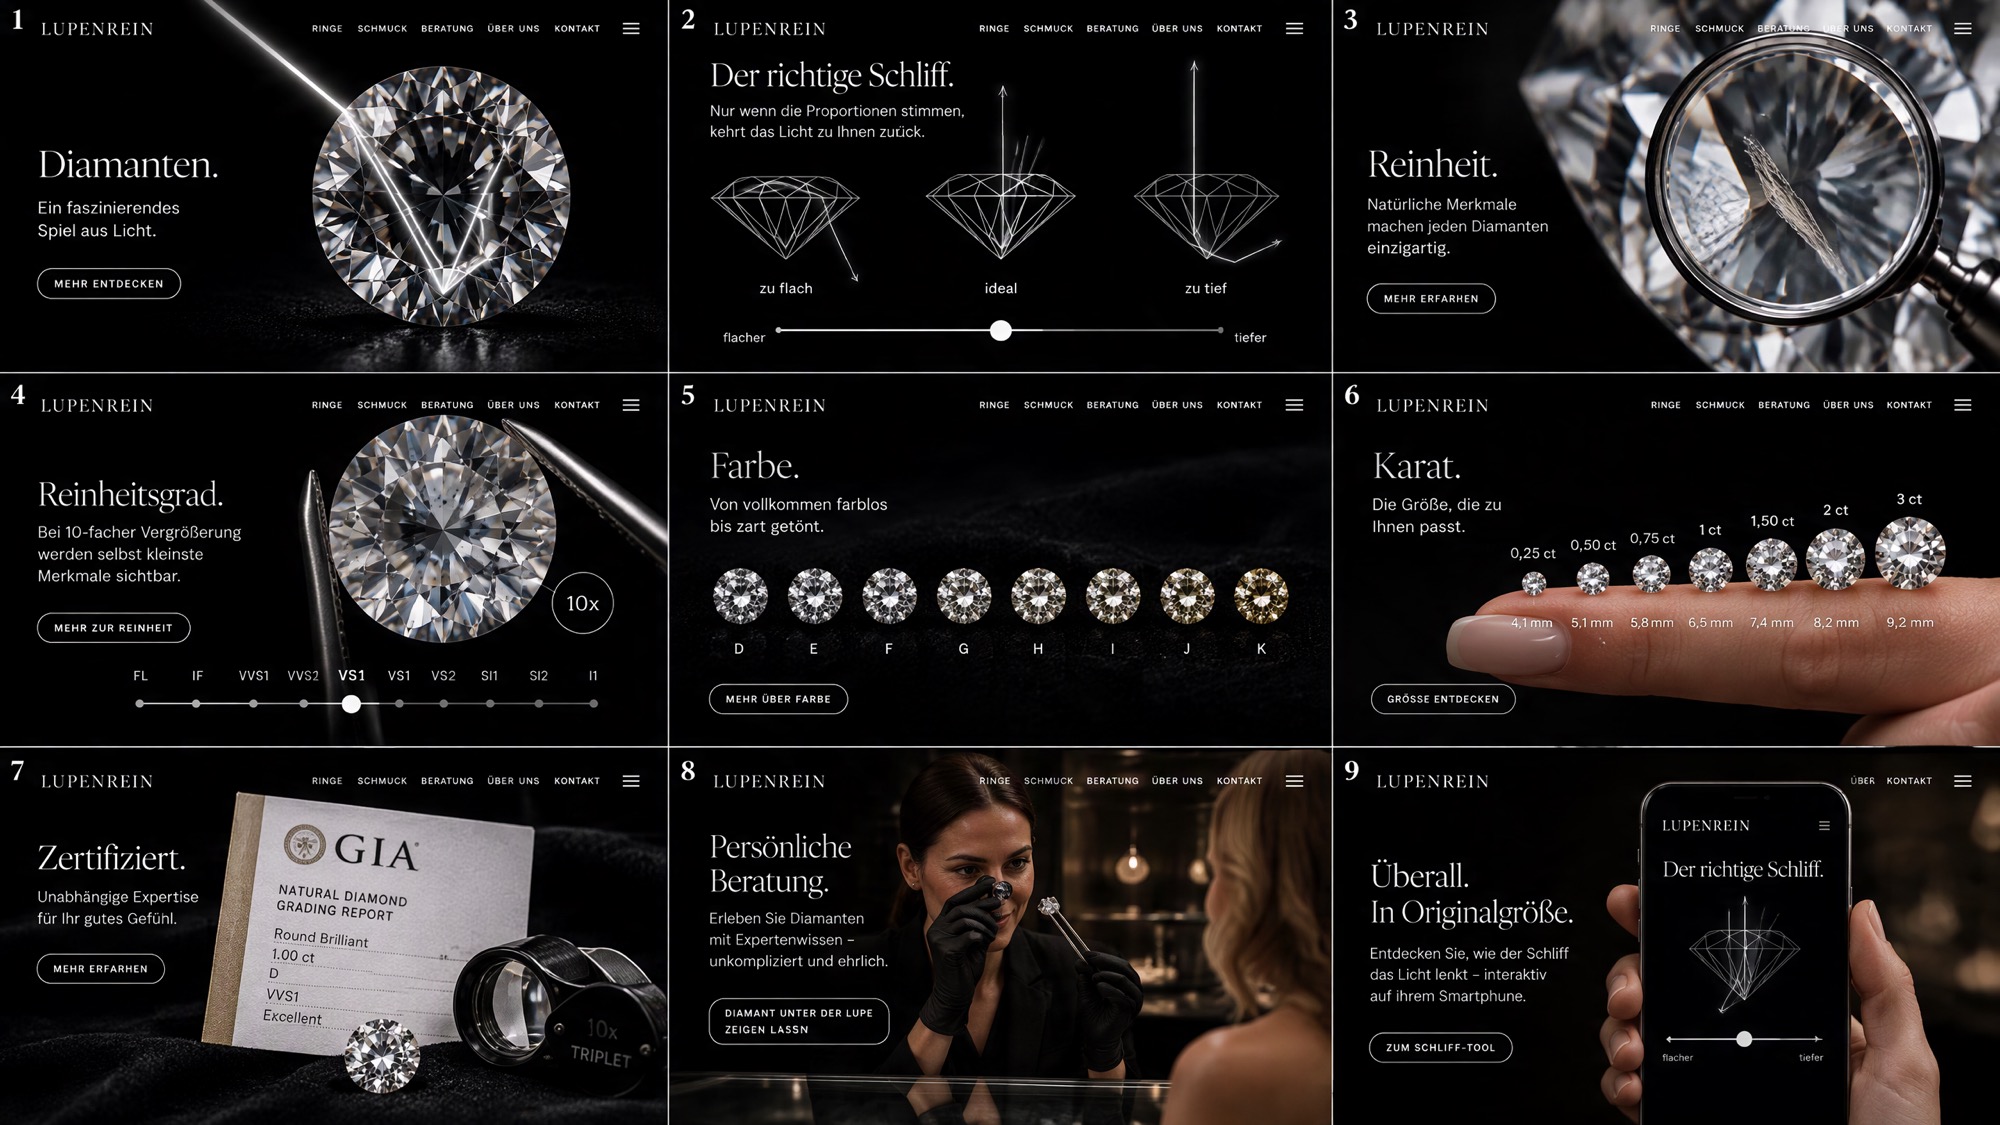 1
LUPENREIN
RINGE SCHMUCK BERATUNG ÜBER UNS KONTAKT
Diamanten.
Ein faszinierendes
Spiel aus Licht.
MEHR ENTDECKEN
2
LUPENREIN
RINGE SCHMUCK BERATUNG ÜBER UNS KONTAKT
Der richtige Schliff.
Nur wenn die Proportionen stimmen,
kehrt das Licht zu Ihnen zurück.
zu flach
ideal
zu tief
flacher
tiefer
3
LUPENREIN
RINGE SCHMUCK BERATUNG ÜBER UNS KONTAKT
Reinheit.
Natürliche Merkmale
machen jeden Diamanten
einzigartig.
MEHR ERFAHEN
4
LUPENREIN
RINGE SCHMUCK BERATUNG ÜBER UNS KONTAKT
Reinheitsgrad.
Bei 10-facher Vergrößerung
werden selbst kleinste
Merkmale sichtbar.
10x
MEHR ZUR REINHEIT
FL IF VVS1 VVS2 VS1 VS1 VS2 SI1 SI2 I1
5
LUPENREIN
RINGE SCHMUCK BERATUNG ÜBER UNS KONTAKT
Farbe.
Von vollkommen farblos
bis zart getönt.
D E F G H I J K
MEHR ÜBER FARBE
6
LUPENREIN
RINGE SCHMUCK BERATUNG ÜBER UNS KONTAKT
Karat.
Die Größe, die zu
Ihnen passt.
0,25 ct 0,50 ct 0,75 ct 1 ct 1,50 ct 2 ct 3 ct
4,1 mm 5,1 mm 5,8 mm 6,5 mm 7,4 mm 8,2 mm 9,2 mm
GRÖSSE ENTDECKEN
7
LUPENREIN
RINGE SCHMUCK BERATUNG ÜBER UNS KONTAKT
Zertifiziert.
Unabhängige Expertise
für Ihr gutes Gefühl.
MEHR ERFAHEN
GIA
NATURAL DIAMOND
GRADING REPORT
Round Brilliant
1.00 ct
D
VVS1
Excellent
10x
TRIPLET
8
LUPENREIN
RINGE SCHMUCK BERATUNG ÜBER UNS KONTAKT
Persönliche
Beratung.
Erleben Sie Diamanten
mit Expertenwissen –
unkompliziert und ehrlich.
DIAMANT UNTER DER LUPE
ZEIGEN LASSN
9
LUPENREIN
ÜBER KONTAKT
Überall.
In Originalgröße.
Entdecken Sie, wie der Schliff
das Licht lenkt – interaktiv
auf ihrem Smartphune.
ZUM SCHLIFF-TOOL
LUPENREIN
Der richtige Schliff.
flacher
tiefer